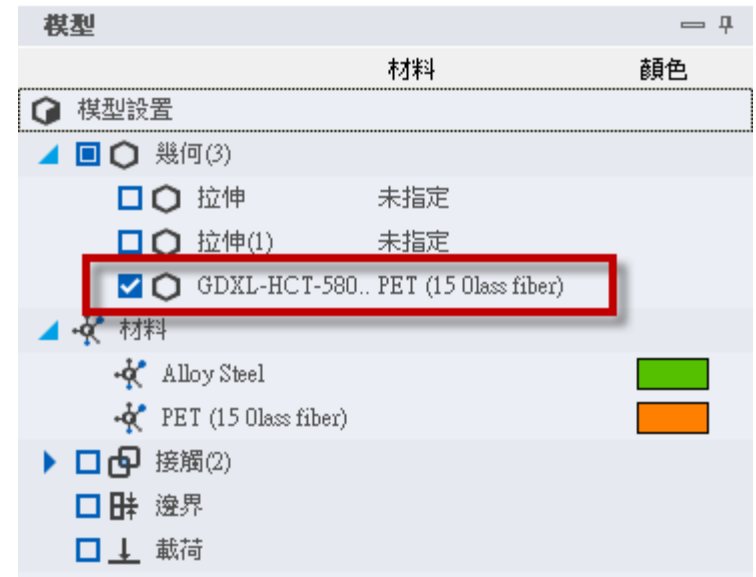 模型
材料 顏色
模型設置
幾何(3)
拉伸 未指定
拉伸(1) 未指定
GDXL-HCT-580.. PET (15 0lass fiber)
材料
Alloy Steel
PET (15 0lass fiber)
接觸(2)
邊界
載荷